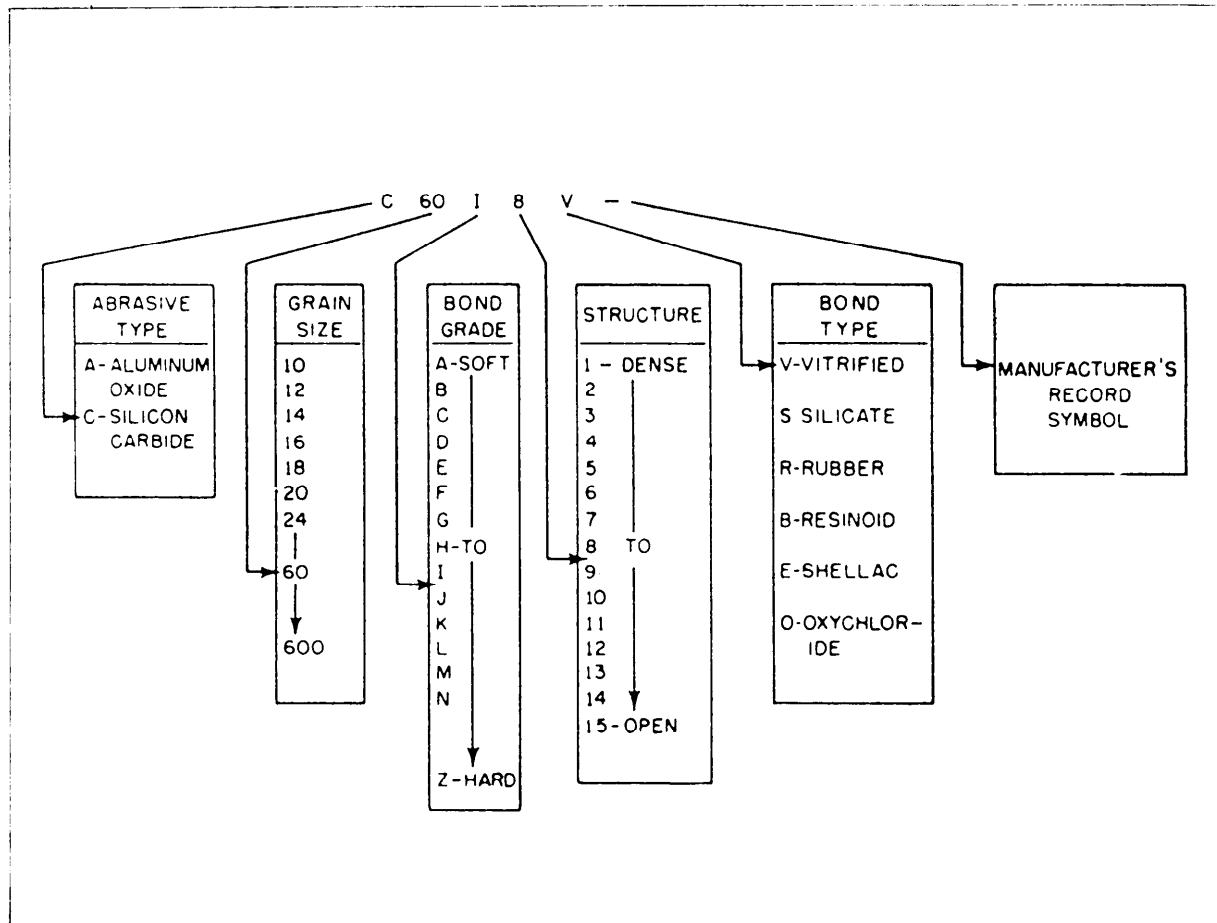 C 60 I 8 V –
ABRASIVE
TYPE
A-ALUMINUM
OXIDE
C-SILICON
CARBIDE
GRAIN
SIZE
10
12
14
16
18
20
24
60
600
BOND
GRADE
A-SOFT
B
C
D
E
F
G
H-TO
I
J
K
L
M
N
Z-HARD
STRUCTURE
1 - DENSE
2
3
4
5
6
7
8 TO
9
10
11
12
13
14
15-OPEN
BOND
TYPE
V-VITRIFIED
S SILICATE
R-RUBBER
B-RESINOID
E-SHELLAC
O-OXYCHLOR-
IDE
MANUFACTURER'S
RECORD
SYMBOL